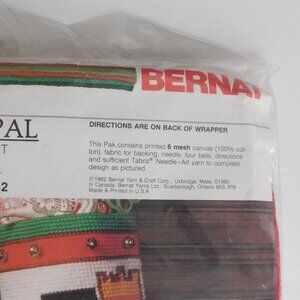 BERNAT
PAL
T
DIRECTIONS ARE ON BACK OF WRAPPER
This Pak contains printed 6 mesh canvas (100% cot-
ton), fabric for backing, needle, four bells, directions
and sufficient Tabriz® Needle-Art yarn to complete
design as pictured.
2
© 1982 Bernat Yarn & Craft Corp., Uxbridge, Mass. 01560
In Canada: Bernat Yarns Ltd., Scarborough, Ontario M1S 3P8
Made & Printed in U.S.A.